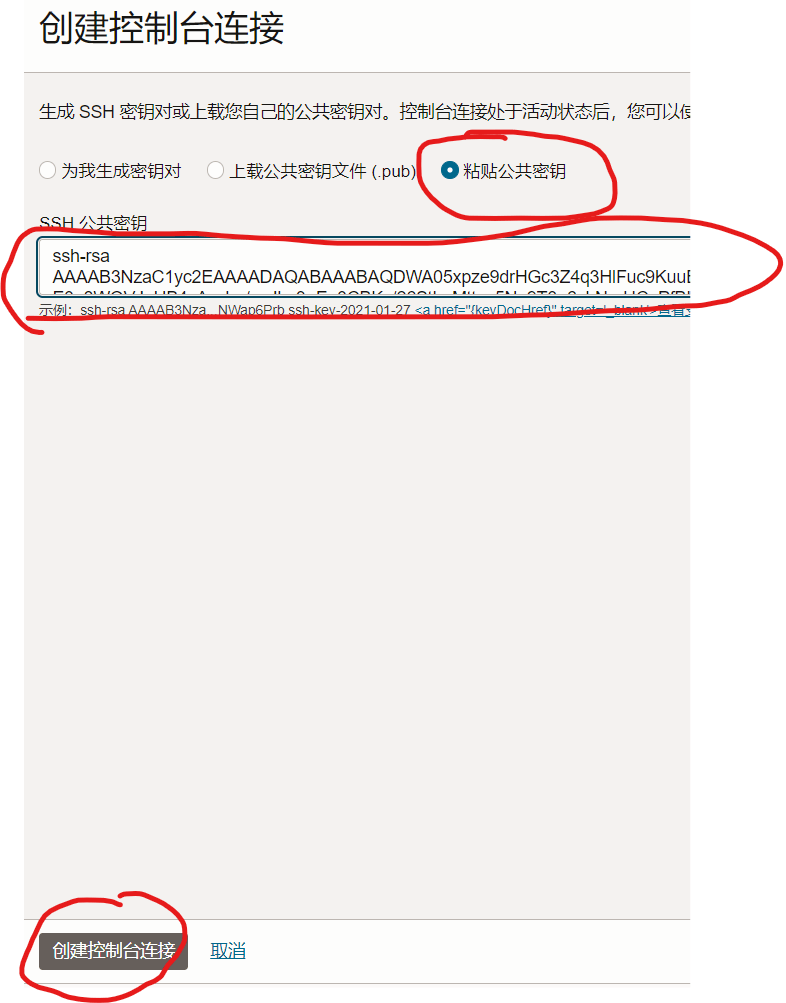 创建控制台连接
生成 SSH 密钥对或上载您自己的公共密钥对。控制台连接处于活动状态后，您可以使
为我生成密钥对 上载公共密钥文件 (.pub) 粘贴公共密钥
SSH 公共密钥
ssh-rsa
AAAAB3NzaC1yc2EAAAADAQABAAABAQDWA05xpze9drHGc3Z4q3HlFuc9Kuu
示例：ssh-rsa AAAAB3Nza...NWap6Prb ssh-key-2021-01-27 <a href="{keyDocHref}" target='_blank'>查看
创建控制台连接 取消